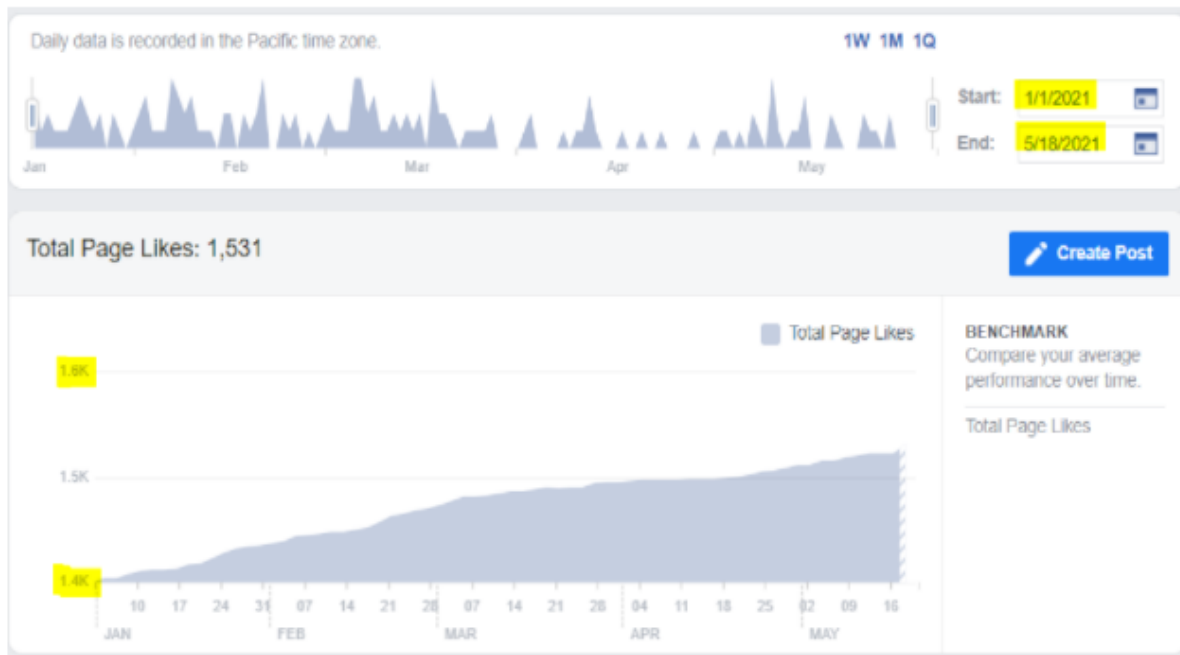 Daily data is recorded in the Pacific time zone.
1W 1M 1Q
Start: 1/1/2021
End: 5/18/2021
Jan Feb Mar Apr May
Total Page Likes: 1,531
Create Post
Total Page Likes
BENCHMARK
Compare your average
performance over time.
Total Page Likes
1.6K
1.5K
1.4K
10 17 24 31 07 14 21 28 07 14 21 28 04 11 18 25 02 09 16
JAN FEB MAR APR MAY